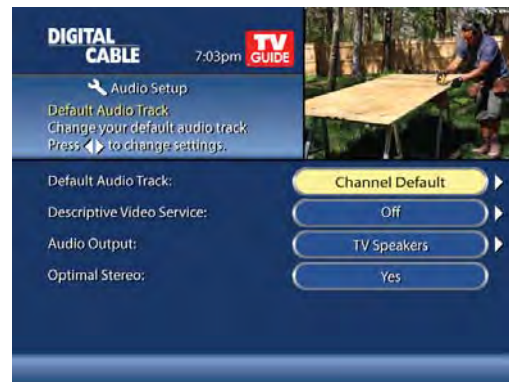 DIGITAL
CABLE
7:03pm
TV
GUIDE
Audio Setup
Default Audio Track
Change your default audio track
Press to change settings.
Default Audio Track: Channel Default
Descriptive Video Service: Off
Audio Output: TV Speakers
Optimal Stereo: Yes